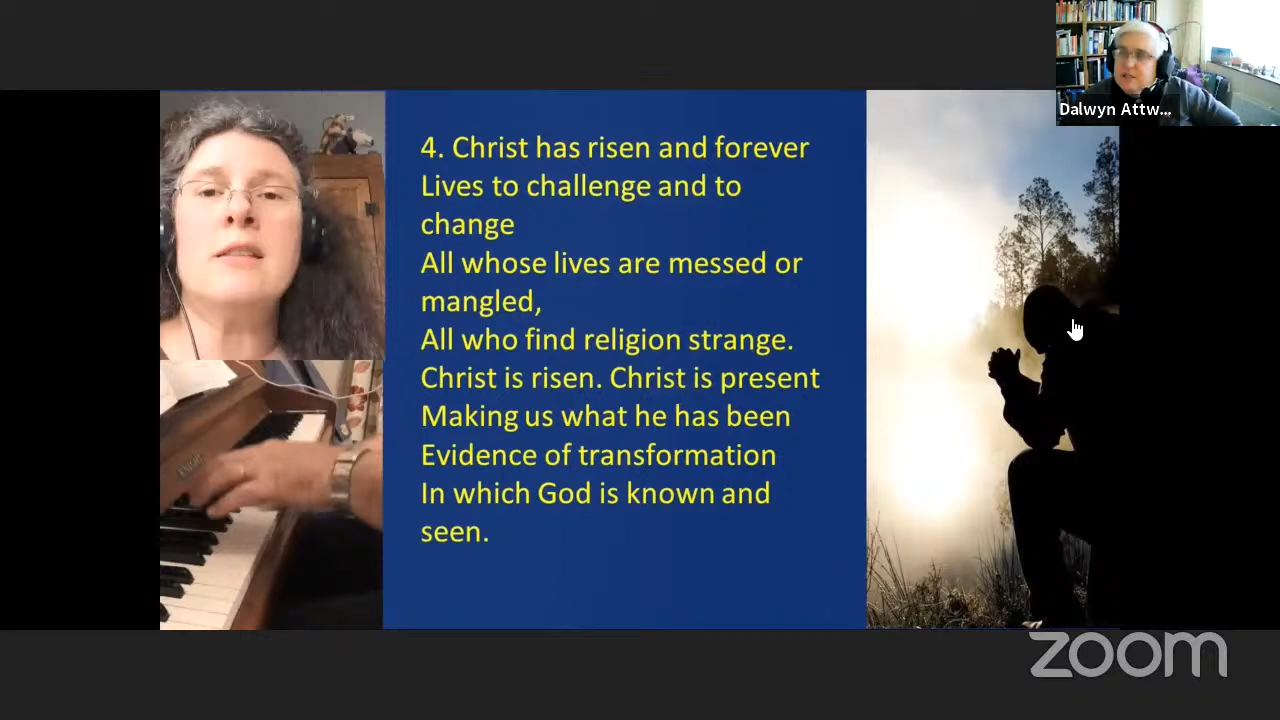 Dalwyn Attw...
4. Christ has risen and forever
Lives to challenge and to
change
All whose lives are messed or
mangled,
All who find religion strange.
Christ is risen. Christ is present
Making us what he has been
Evidence of transformation
In which God is known and
seen.
zoom